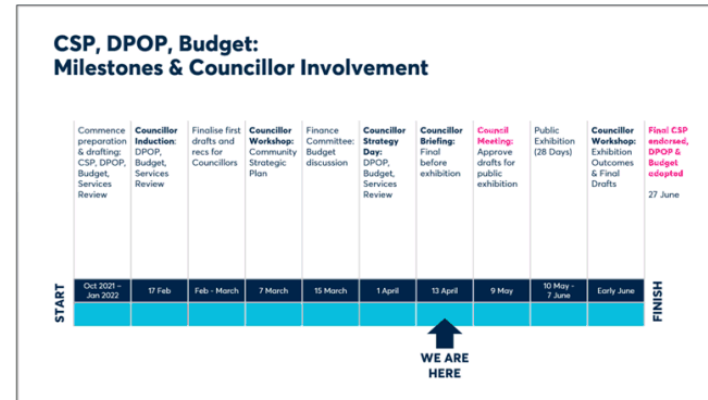 CSP, DPOP, Budget:
Milestones & Councillor Involvement
Commence
preparation
& drafting:
CSP, DPOP,
Budget,
Services
Review
Councillor
Induction:
DPOP,
Budget,
Services
Review
Finalise first
drafts and
recs for
Councillors
Councillor
Workshop:
Community
Strategic
Plan
Finance
Committee:
Budget
discussion
Councillor
Strategy
Day:
DPOP,
Budget,
Services
Review
Councillor
Briefing:
Final
before
exhibition
Council
Meeting:
Approve
drafts for
public
exhibition
Public
Exhibition
(28 Days)
Councillor
Workshop:
Exhibition
Outcomes
& Final
Drafts
Final CSP
endorsed,
DPOP &
Budget
adopted
27 June
START
Oct 2021 –
Jan 2022
17 Feb
Feb - March
7 March
15 March
1 April
13 April
9 May
10 May -
7 June
Early June
FINISH
WE ARE
HERE